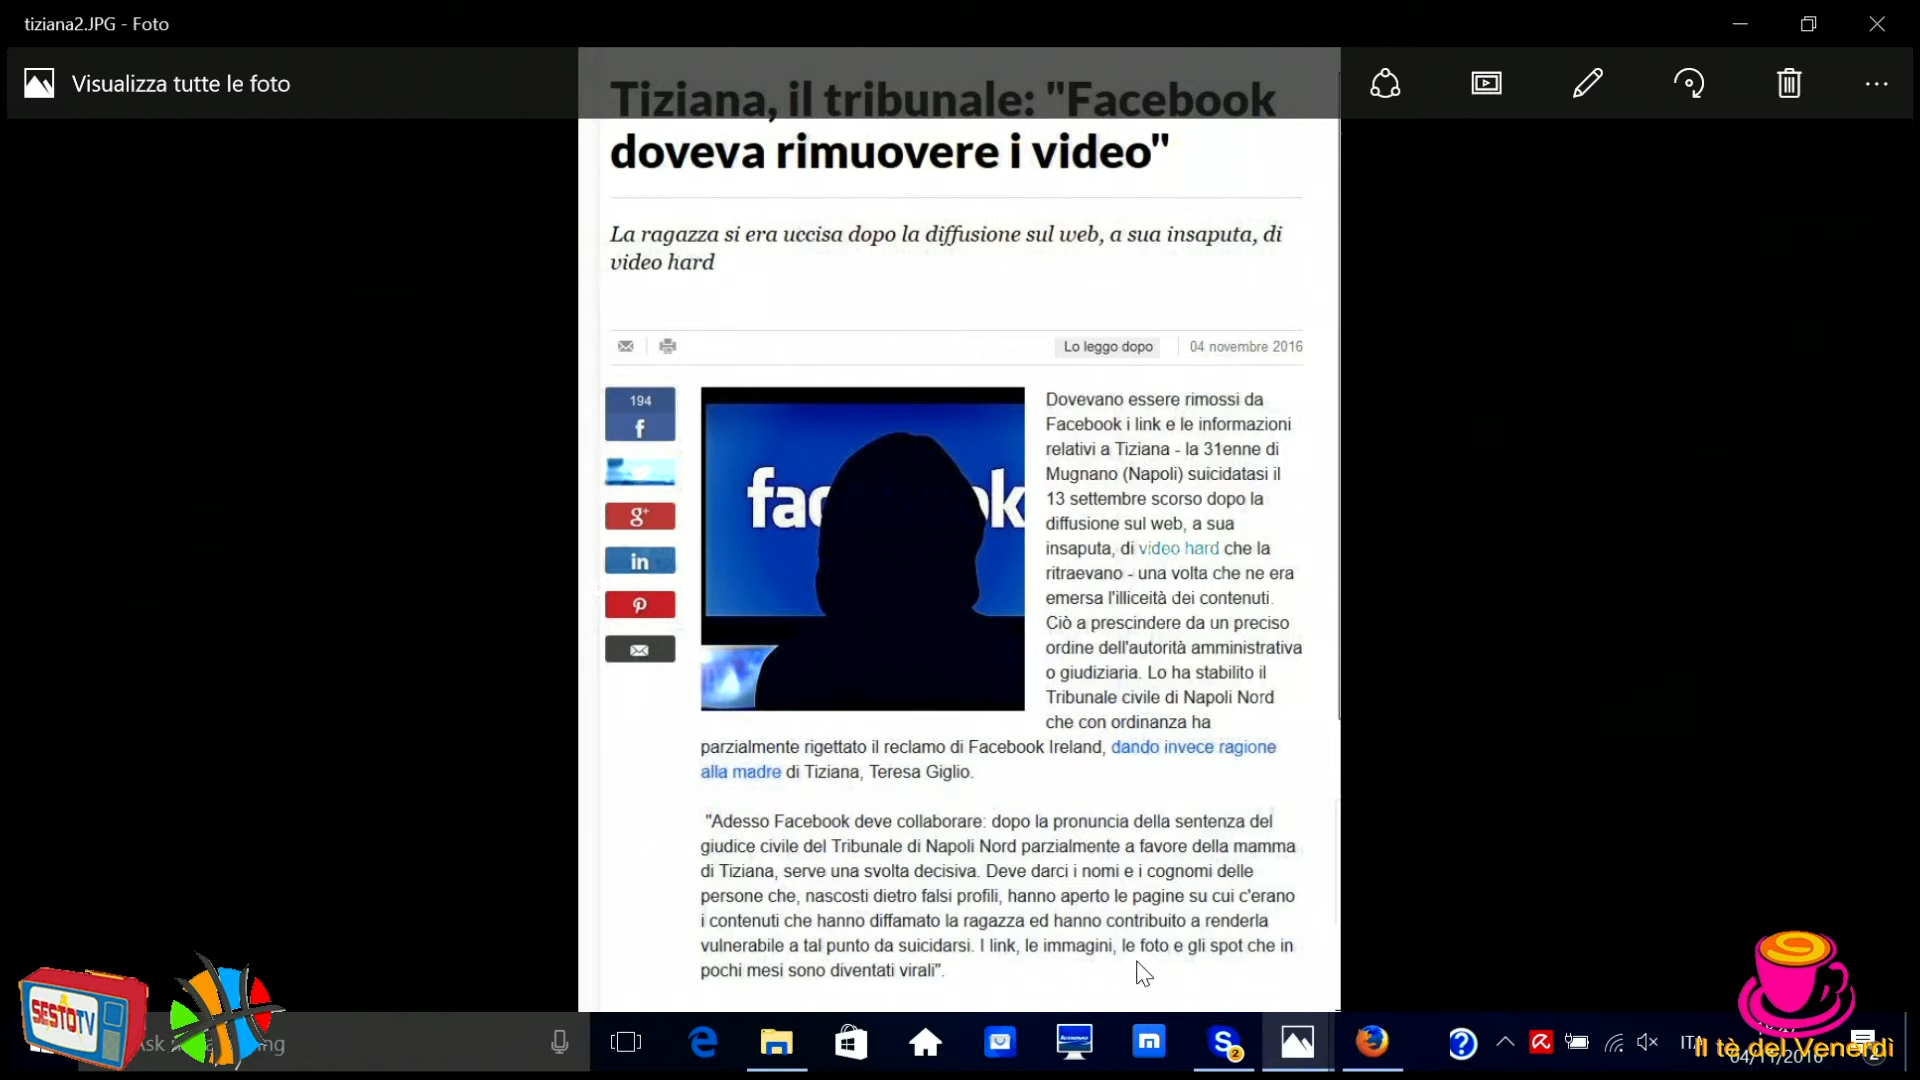 tiziana2.JPG - Foto
Visualizza tutte le foto
Tiziana, il tribunale: "Facebook
doveva rimuovere i video"
La ragazza si era uccisa dopo la diffusione sul web, a sua insaputa, di
video hard
Lo leggo dopo
04 novembre 2016
194
f
g+
in
facebook
Dovevano essere rimossi da
Facebook i link e le informazioni
relativi a Tiziana - la 31enne di
Mugnano (Napoli) suicidatasi il
13 settembre scorso dopo la
diffusione sul web, a sua
insaputa, di video hard che la
ritraevano - una volta che ne era
emersa l'illiceità dei contenuti.
Ciò a prescindere da un preciso
ordine dell'autorità amministrativa
o giudiziaria. Lo ha stabilito il
Tribunale civile di Napoli Nord
che con ordinanza ha
parzialmente rigettato il reclamo di Facebook Ireland, dando invece ragione
alla madre di Tiziana, Teresa Giglio.
"Adesso Facebook deve collaborare: dopo la pronuncia della sentenza del
giudice civile del Tribunale di Napoli Nord parzialmente a favore della mamma
di Tiziana, serve una svolta decisiva. Deve darci i nomi e i cognomi delle
persone che, nascosti dietro falsi profili, hanno aperto le pagine su cui c'erano
i contenuti che hanno diffamato la ragazza ed hanno contribuito a renderla
vulnerabile a tal punto da suicidarsi. I link, le immagini, le foto e gli spot che in
pochi mesi sono diventati virali".
SESTOTV
Il tè del Venerdì
04/11/2016